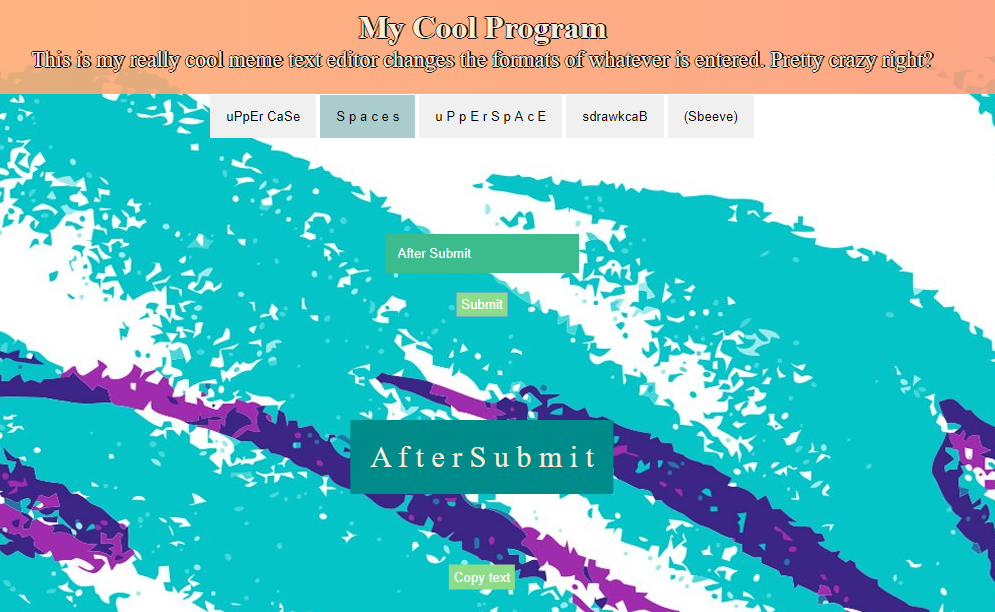 My Cool Program
This is my really cool meme text editor changes the formats of whatever is entered. Pretty crazy right?
uPpEr CaSe
S p a c e s
u P p E r S p A c E
sdrawkcaB
(Sbeeve)
After Submit
Submit
A f t e r S u b m i t
Copy text